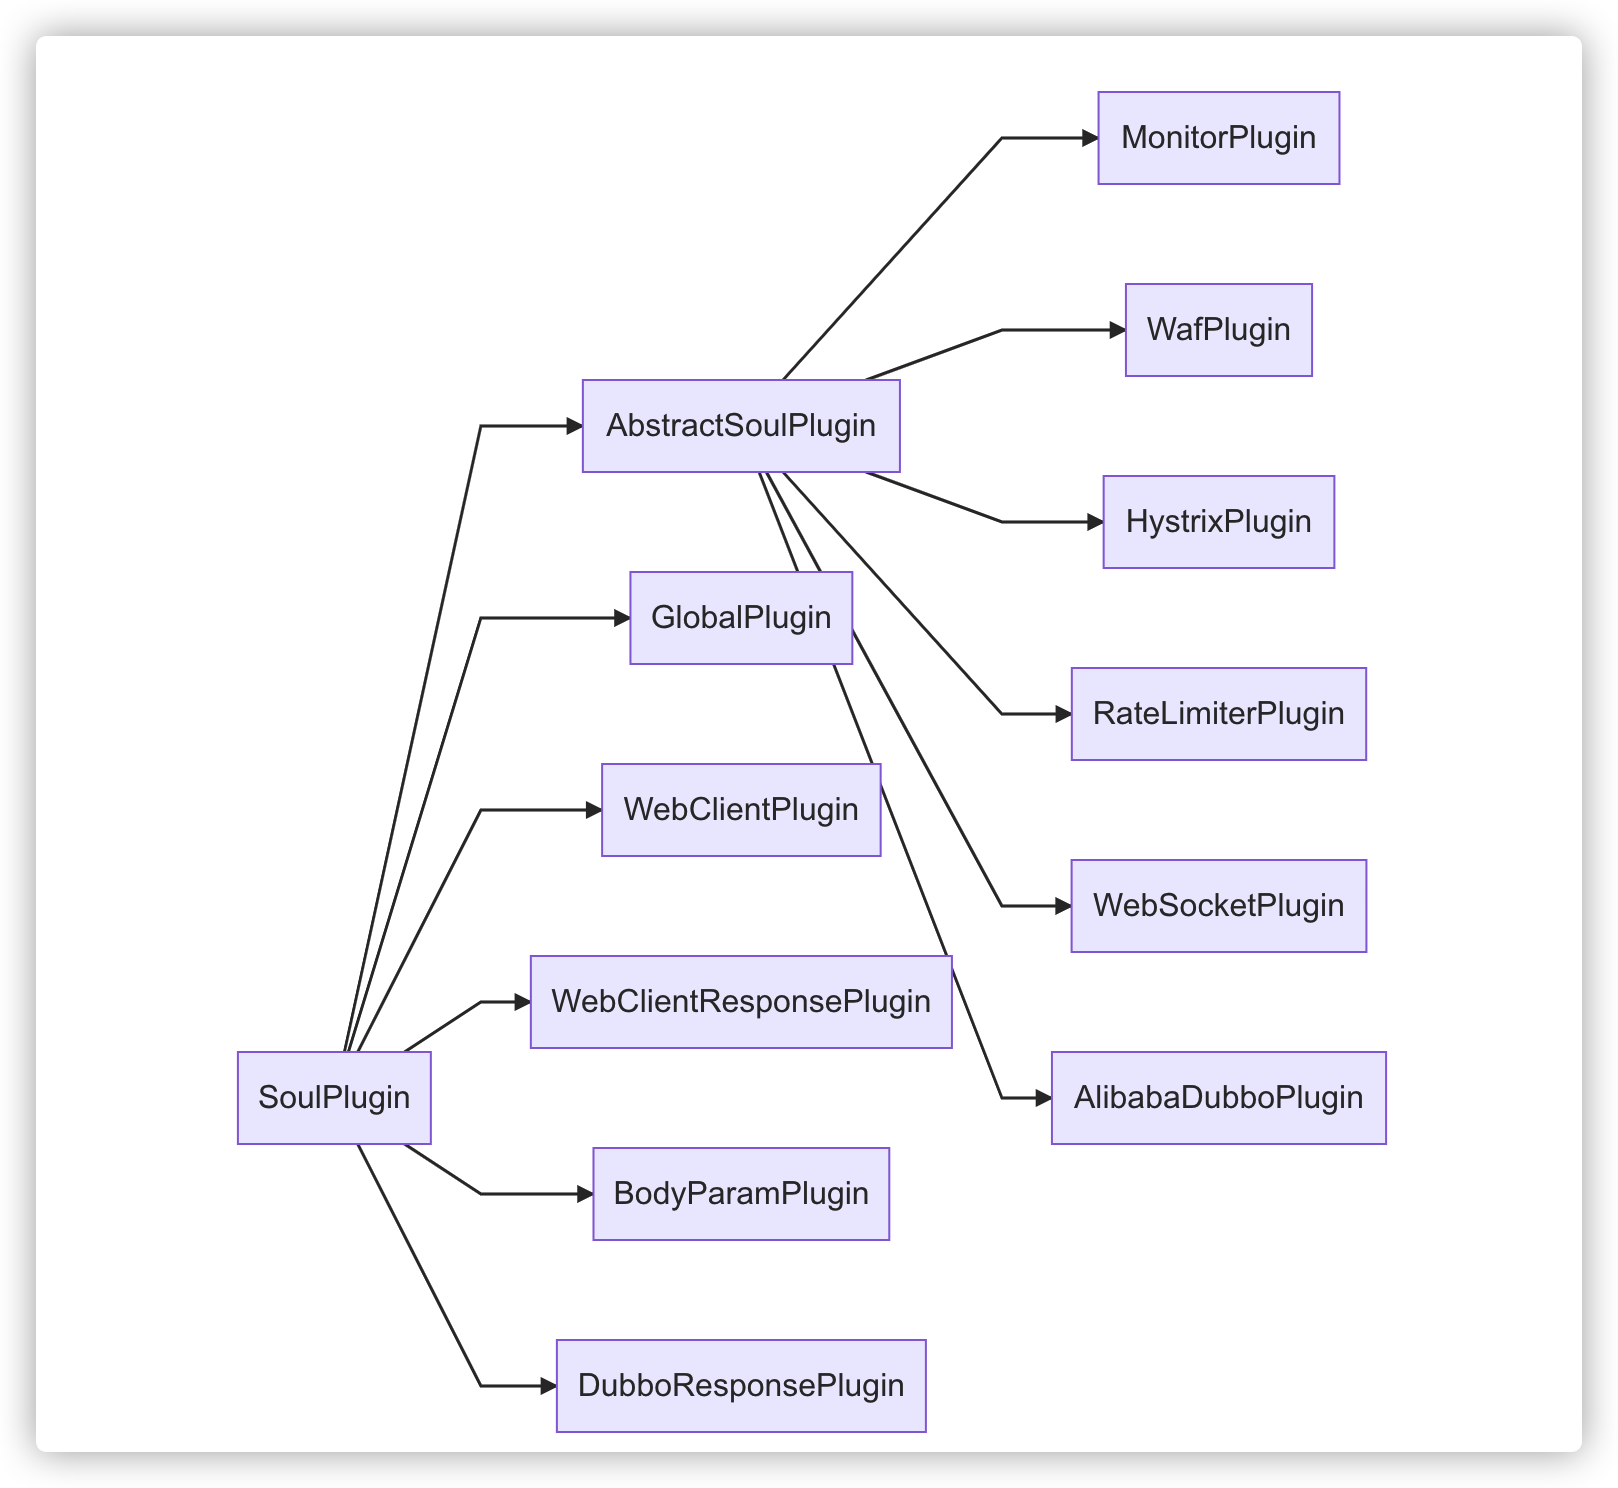 MonitorPlugin
WafPlugin
AbstractSoulPlugin
HystrixPlugin
GlobalPlugin
RateLimiterPlugin
WebClientPlugin
WebSocketPlugin
WebClientResponsePlugin
SoulPlugin
AlibabaDubboPlugin
BodyParamPlugin
DubboResponsePlugin